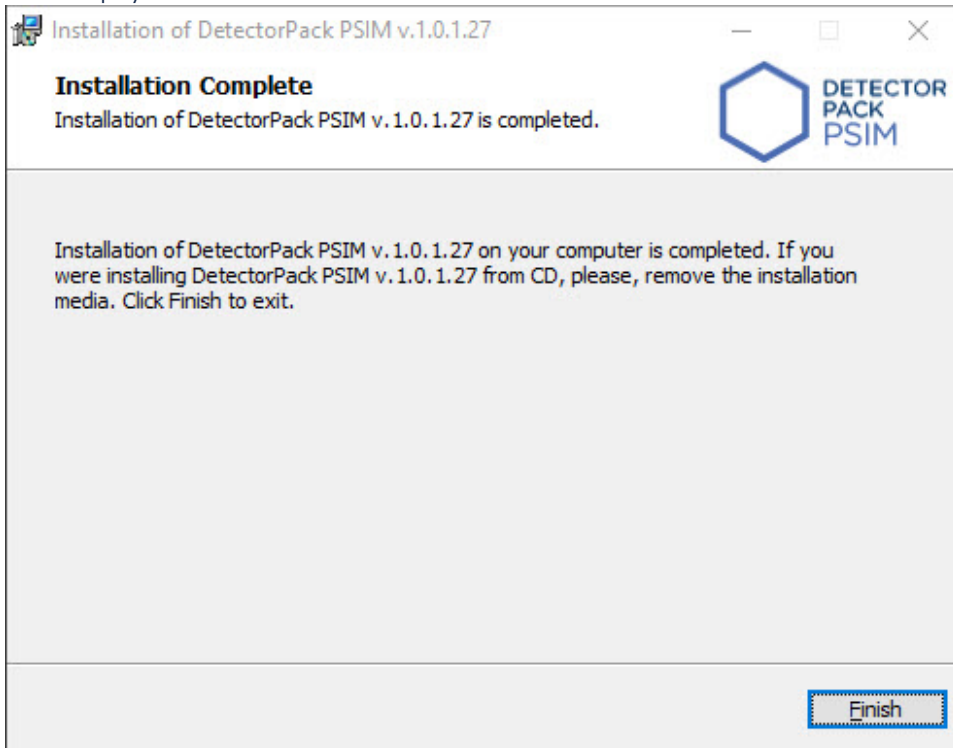 Installation of DetectorPack PSIM v.1.0.1.27
Installation Complete
Installation of DetectorPack PSIM v.1.0.1.27 is completed.
DETECTOR
PACK
PSIM
Installation of DetectorPack PSIM v.1.0.1.27 on your computer is completed. If you
were installing DetectorPack PSIM v.1.0.1.27 from CD, please, remove the installation
media. Click Finish to exit.
Finish